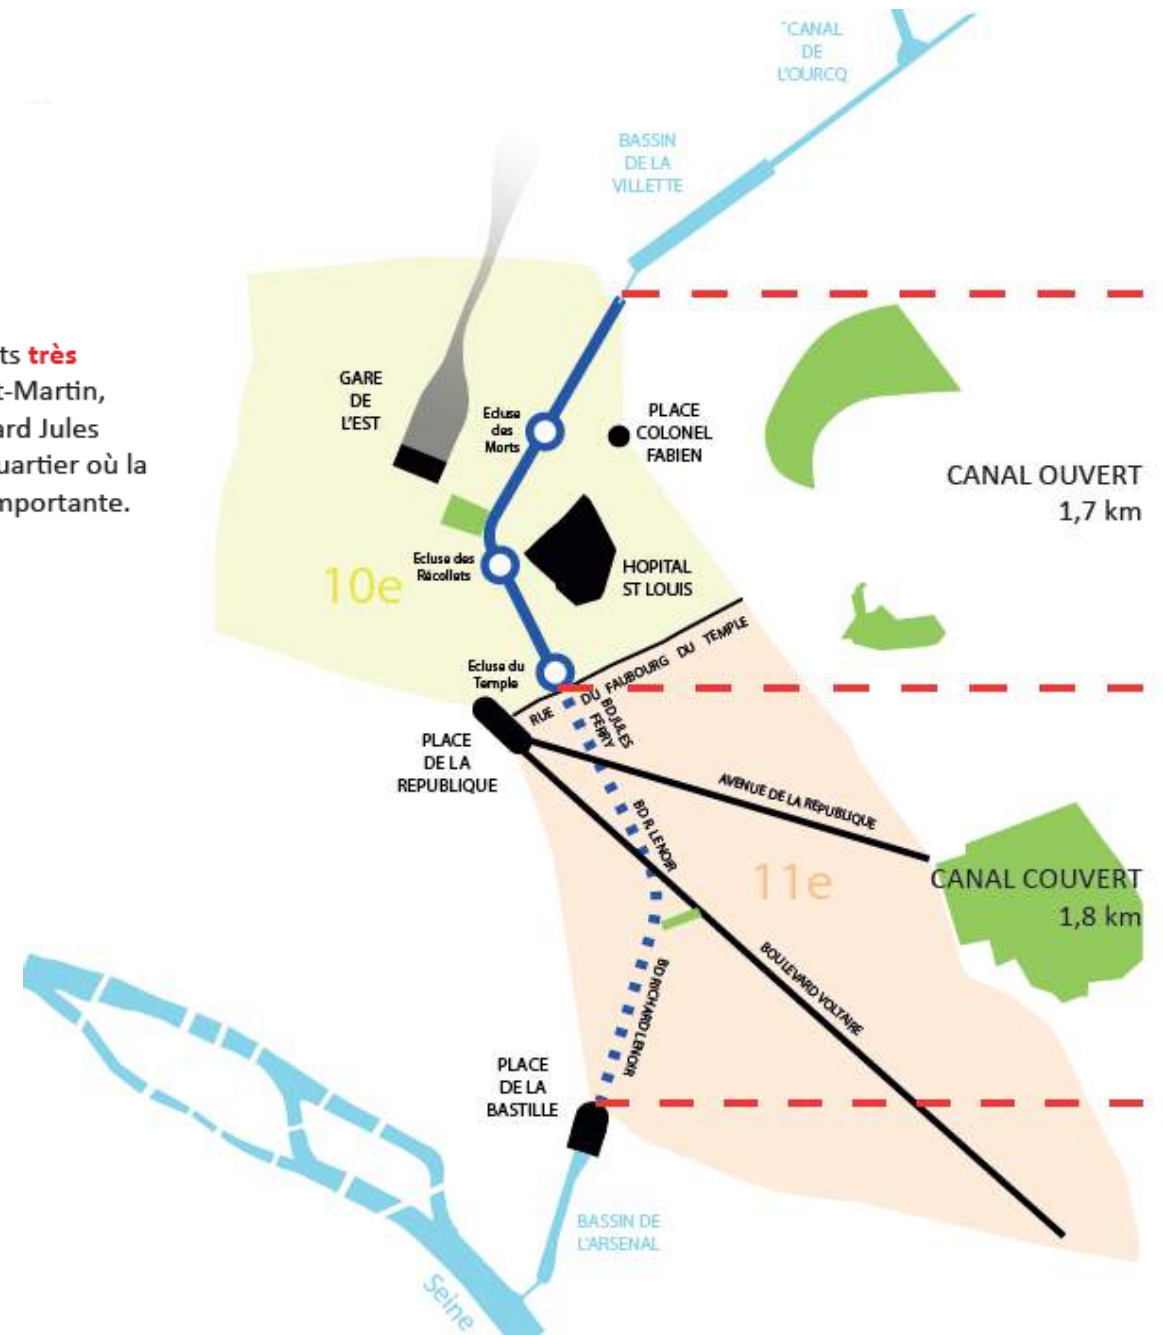 "CANAL
DE
L'OURCQ
BASSIN
DE LA
VILLETTE
ts très
t-Martin,
ard Jules
uartier où la
mportante.
GARE
DE
L'EST
Ecluse
des
Morts
PLACE
COLONEL
FABIEN
CANAL OUVERT
1,7 km
Ecluse des
Récollets
HOPITAL
ST LOUIS
10e
Ecluse du
Temple
RUE DU FAUBOURG DU TEMPLE
BD JULES
FERRY
PLACE
DE LA
REPUBLIQUE
AVENUE DE LA REPUBLIQUE
BD R. LENOIR
11e
CANAL COUVERT
1,8 km
BOULEVARD VOLTAIRE
BD RICHARD LENOIR
PLACE
DE LA
BASTILLE
BASSIN DE
L'ARSENAL
Seine